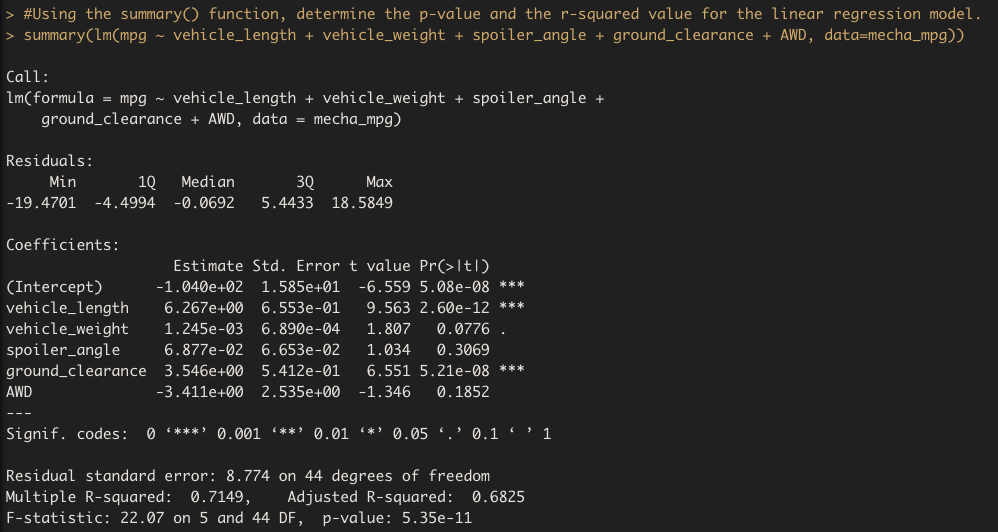 > #Using the summary() function, determine the p-value and the r-squared value for the linear regression model.
> summary(lm(mpg ~ vehicle_length + vehicle_weight + spoiler_angle + ground_clearance + AWD, data=mecha_mpg))

Call:
lm(formula = mpg ~ vehicle_length + vehicle_weight + spoiler_angle +
    ground_clearance + AWD, data = mecha_mpg)

Residuals:
     Min       1Q   Median       3Q      Max
-19.4701  -4.4994  -0.0692   5.4433  18.5849

Coefficients:
                   Estimate Std. Error t value Pr(>|t|)
(Intercept)      -1.040e+02  1.585e+01  -6.559 5.08e-08 ***
vehicle_length    6.267e+00  6.553e-01   9.563 2.60e-12 ***
vehicle_weight    1.245e-03  6.890e-04   1.807   0.0776 .
spoiler_angle     6.877e-02  6.653e-02   1.034   0.3069
ground_clearance  3.546e+00  5.412e-01   6.551 5.21e-08 ***
AWD              -3.411e+00  2.535e+00  -1.346   0.1852
---
Signif. codes:  0 ‘***’ 0.001 ‘**’ 0.01 ‘*’ 0.05 ‘.’ 0.1 ‘ ’ 1

Residual standard error: 8.774 on 44 degrees of freedom
Multiple R-squared:  0.7149,    Adjusted R-squared:  0.6825
F-statistic: 22.07 on 5 and 44 DF,  p-value: 5.35e-11